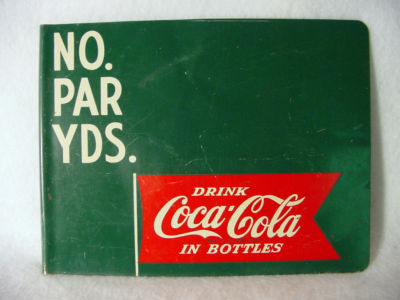 NO.
PAR
YDS.
DRINK
Coca-Cola
IN BOTTLES